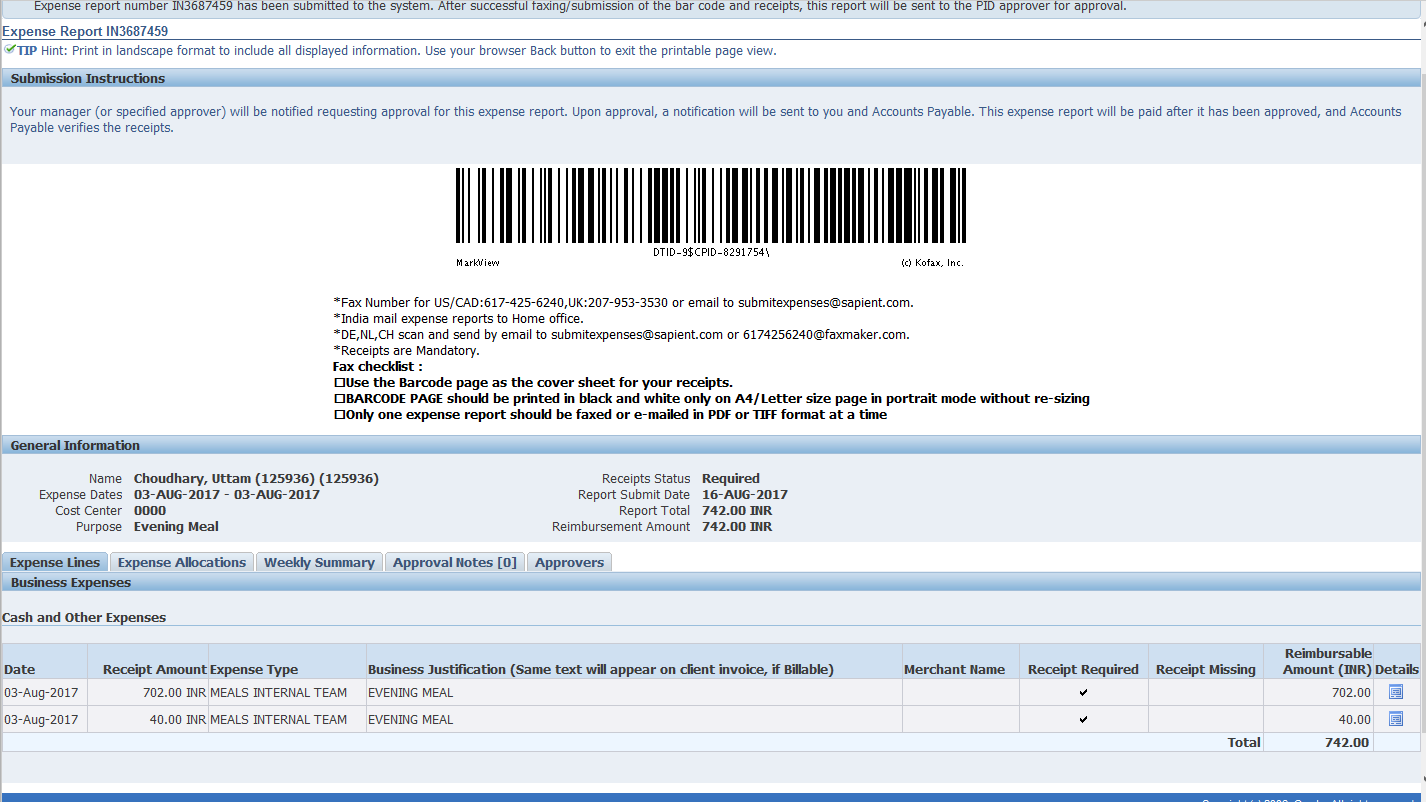 Expense report number IN3687459 has been submitted to the system. After successful faxing/submission of the bar code and receipts, this report will be sent to the PID approver for approval.
Expense Report IN3687459
TIP Hint: Print in landscape format to include all displayed information. Use your browser Back button to exit the printable page view.
Submission Instructions
Your manager (or specified approver) will be notified requesting approval for this expense report. Upon approval, a notification will be sent to you and Accounts Payable. This expense report will be paid after it has been approved, and Accounts
Payable verifies the receipts.
DTID-9$CPID-8291754\
MarkView (c) Kofax, Inc.
*Fax Number for US/CAD:617-425-6240,UK:207-953-3530 or email to submitexpenses@sapient.com.
*India mail expense reports to Home office.
*DE,NL,CH scan and send by email to submitexpenses@sapient.com or 6174256240@faxmaker.com.
*Receipts are Mandatory.
Fax checklist :
☐Use the Barcode page as the cover sheet for your receipts.
☐BARCODE PAGE should be printed in black and white only on A4/Letter size page in portrait mode without re-sizing
☐Only one expense report should be faxed or e-mailed in PDF or TIFF format at a time
General Information
Name Choudhary, Uttam (125936) (125936) Receipts Status Required
Expense Dates 03-AUG-2017 - 03-AUG-2017 Report Submit Date 16-AUG-2017
Cost Center 0000 Report Total 742.00 INR
Purpose Evening Meal Reimbursement Amount 742.00 INR
Expense Lines Expense Allocations Weekly Summary Approval Notes [0] Approvers
Business Expenses
Cash and Other Expenses
Date Receipt Amount Expense Type Business Justification (Same text will appear on client invoice, if Billable) Merchant Name Receipt Required Receipt Missing Reimbursable Amount (INR) Details
03-Aug-2017 702.00 INR MEALS INTERNAL TEAM EVENING MEAL ✔ 702.00
03-Aug-2017 40.00 INR MEALS INTERNAL TEAM EVENING MEAL ✔ 40.00
Total 742.00